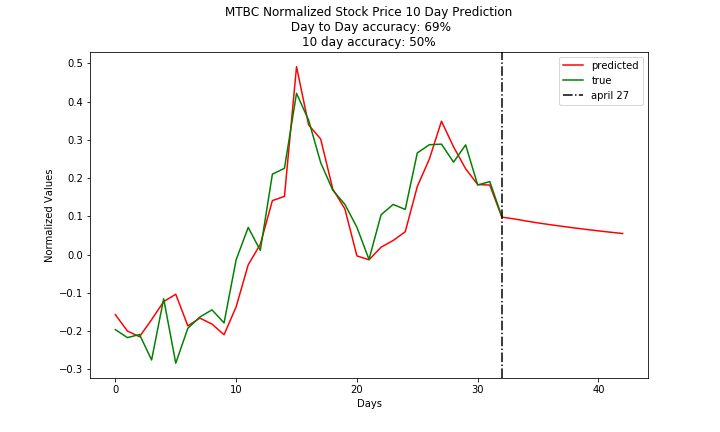 MTBC Normalized Stock Price 10 Day Prediction
Day to Day accuracy: 69%
10 day accuracy: 50%
predicted
true
april 27
Normalized Values
0.5
0.4
0.3
0.2
0.1
0.0
−0.1
−0.2
−0.3
0
10
20
30
40
Days